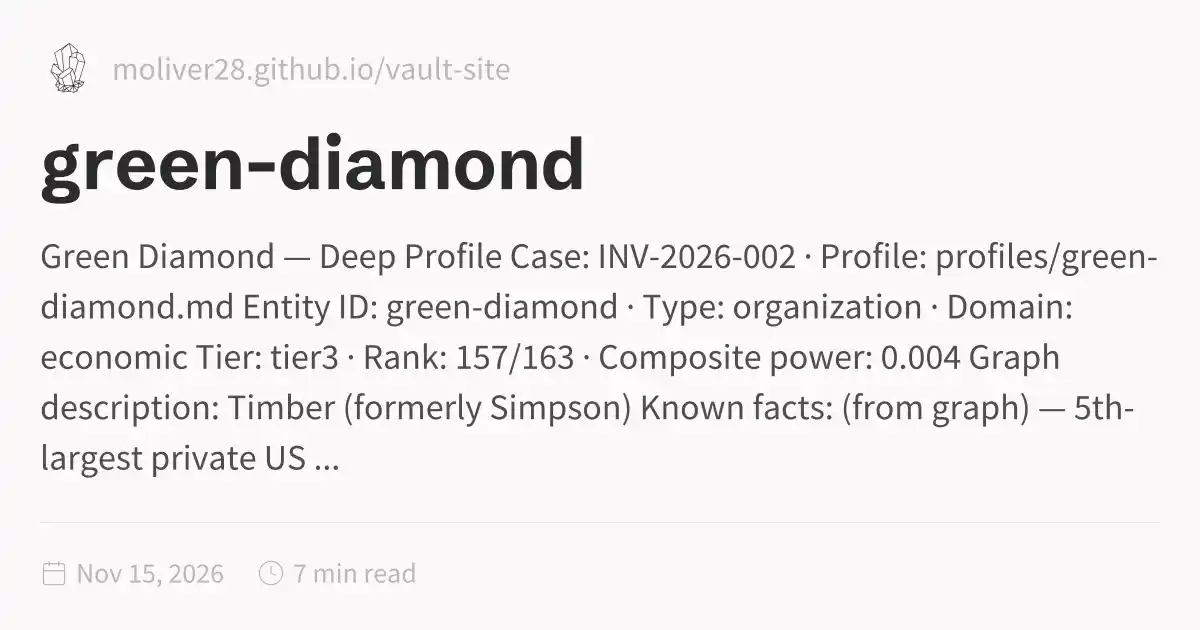 moliver28.github.io/vault-site
green-diamond
Green Diamond — Deep Profile Case: INV-2026-002 · Profile: profiles/green-
diamond.md Entity ID: green-diamond · Type: organization · Domain:
economic Tier: tier3 · Rank: 157/163 · Composite power: 0.004 Graph
description: Timber (formerly Simpson) Known facts: (from graph) — 5th-
largest private US ...
Nov 15, 2026 7 min read